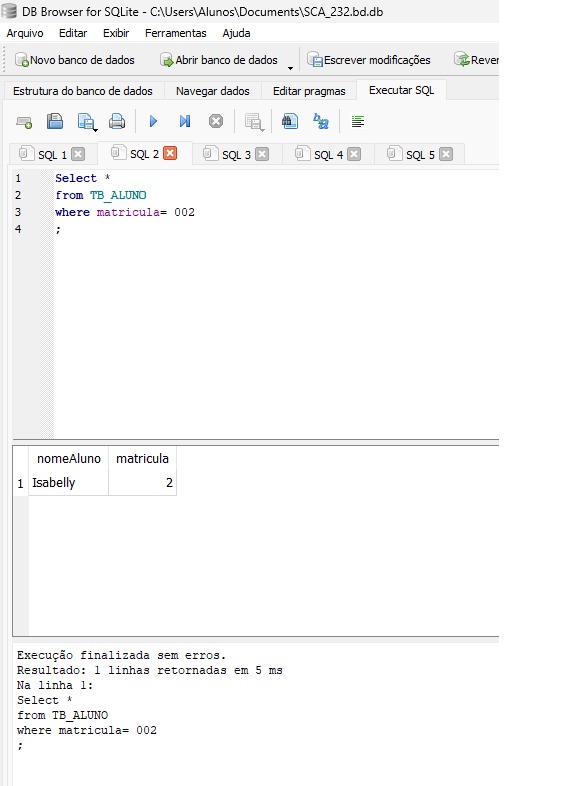 DB Browser for SQLite - C:\Users\Alunos\Documents\SCA_232.bd.db
Arquivo Editar Exibir Ferramentas Ajuda
Novo banco de dados Abrir banco de dados Escrever modificações Rever
Estrutura do banco de dados Navegar dados Editar pragmas Executar SQL
SQL 1 SQL 2 SQL 3 SQL 4 SQL 5
1 Select *
2 from TB_ALUNO
3 where matricula= 002
4 ;
nomeAluno matricula
1 Isabelly 2
Execução finalizada sem erros.
Resultado: 1 linhas retornadas em 5 ms
Na linha 1:
Select *
from TB_ALUNO
where matricula= 002
;